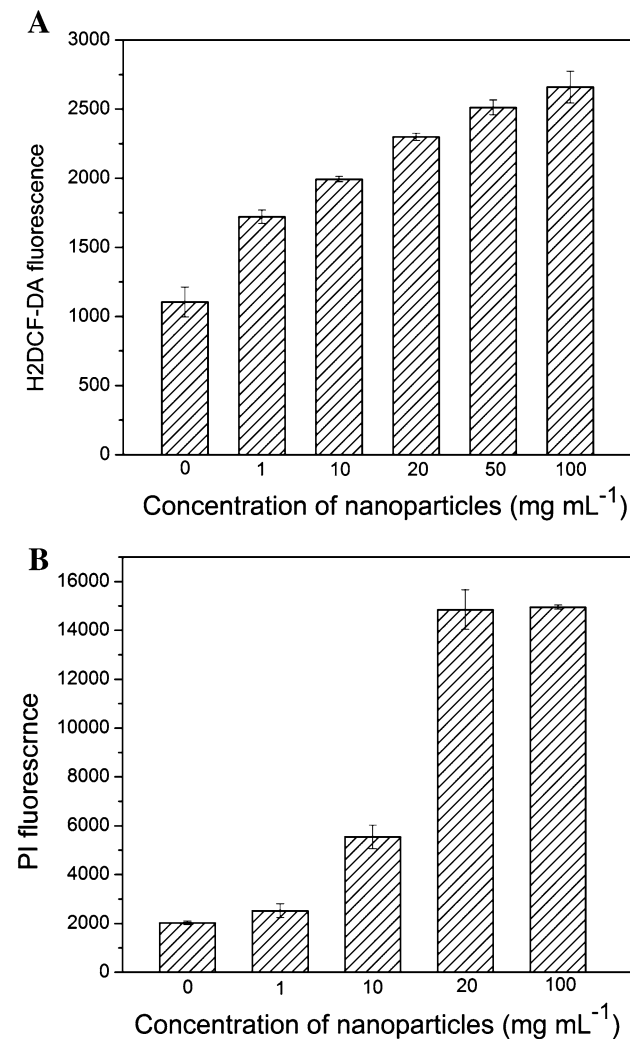 A
3000
2500
2000
1500
1000
500
0
H2DCF-DA fluorescence
0 1 10 20 50 100
Concentration of nanoparticles (mg mL⁻¹)
B
16000
14000
12000
10000
8000
6000
4000
2000
0
PI fluorescrnce
0 1 10 20 100
Concentration of nanoparticles (mg mL⁻¹)